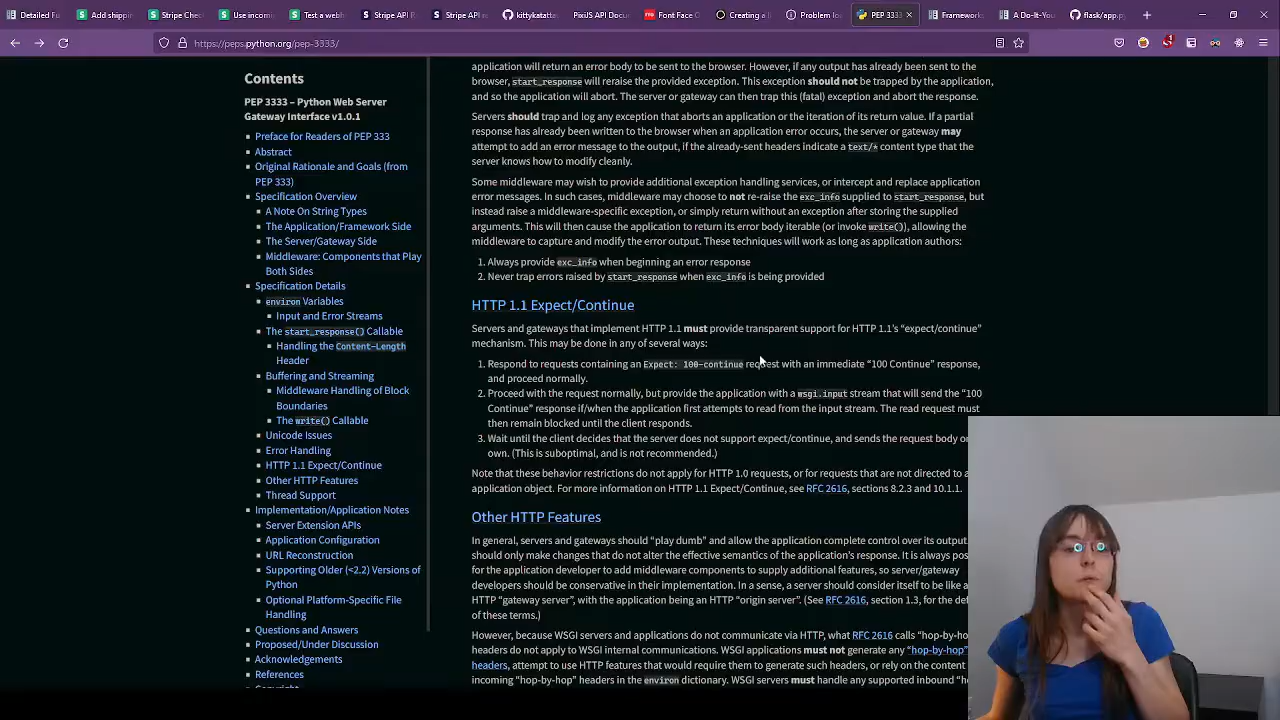 Add shipping
Stripe Che
Use incomi
Test a webh
Stripe API R
Stripe API
kittykattat
PixiJS API Docum
Font Face O
Creating a Ji
Problem loa
PEP 3333 –
Frameworks
A Do-It-You
flask/app.p
https://peps.python.org/pep-3333/
Contents
PEP 3333 – Python Web Server
Gateway Interface v1.0.1
Preface for Readers of PEP 333
Abstract
Original Rationale and Goals (from
PEP 333)
Specification Overview
A Note On String Types
The Application/Framework Side
The Server/Gateway Side
Middleware: Components that Play
Both Sides
Specification Details
environ Variables
Input and Error Streams
The start_response() Callable
Handling the Content-Length
Header
Buffering and Streaming
Middleware Handling of Block
Boundaries
The write() Callable
Unicode Issues
Error Handling
HTTP 1.1 Expect/Continue
Other HTTP Features
Thread Support
Implementation/Application Notes
Server Extension APIs
Application Configuration
URL Reconstruction
Supporting Older (<2.2) Versions of
Python
Optional Platform-Specific File
Handling
Questions and Answers
Proposed/Under Discussion
Acknowledgements
References
application will return an error body to be sent to the browser. However, if any output has already been sent to the
browser, start_response will reraise the provided exception. This exception should not be trapped by the application,
and so the application will abort. The server or gateway can then trap this (fatal) exception and abort the response.
Servers should trap and log any exception that aborts an application or the iteration of its return value. If a partial
response has already been written to the browser when an application error occurs, the server or gateway may
attempt to add an error message to the output, if the already-sent headers indicate a text/* content type that the
server knows how to modify cleanly.
Some middleware may wish to provide additional exception handling services, or intercept and replace application
error messages. In such cases, middleware may choose to not re-raise the exc_info supplied to start_response, but
instead raise a middleware-specific exception, or simply return without an exception after storing the supplied
arguments. This will then cause the application to return its error body iterable (or invoke write()), allowing the
middleware to capture and modify the error output. These techniques will work as long as application authors:
1. Always provide exc_info when beginning an error response
2. Never trap errors raised by start_response when exc_info is being provided
HTTP 1.1 Expect/Continue
Servers and gateways that implement HTTP 1.1 must provide transparent support for HTTP 1.1’s “expect/continue”
mechanism. This may be done in any of several ways:
1. Respond to requests containing an Expect: 100-continue request with an immediate “100 Continue” response,
and proceed normally.
2. Proceed with the request normally, but provide the application with a wsgi.input stream that will send the “100
Continue” response if/when the application first attempts to read from the input stream. The read request must
then remain blocked until the client responds.
3. Wait until the client decides that the server does not support expect/continue, and sends the request body on
own. (This is suboptimal, and is not recommended.)
Note that these behavior restrictions do not apply for HTTP 1.0 requests, or for requests that are not directed to a
application object. For more information on HTTP 1.1 Expect/Continue, see RFC 2616, sections 8.2.3 and 10.1.1.
Other HTTP Features
In general, servers and gateways should “play dumb” and allow the application complete control over its output.
should only make changes that do not alter the effective semantics of the application’s response. It is always pos
for the application developer to add middleware components to supply additional features, so server/gateway
developers should be conservative in their implementation. In a sense, a server should consider itself to be like a
HTTP “gateway server”, with the application being an HTTP “origin server”. (See RFC 2616, section 1.3, for the def
of these terms.)
However, because WSGI servers and applications do not communicate via HTTP, what RFC 2616 calls “hop-by-ho
headers do not apply to WSGI internal communications. WSGI applications must not generate any “hop-by-ho
headers, attempt to use HTTP features that would require them to generate such headers, or rely on the content
incoming “hop-by-hop” headers in the environ dictionary. WSGI servers must handle any supported inbound “h